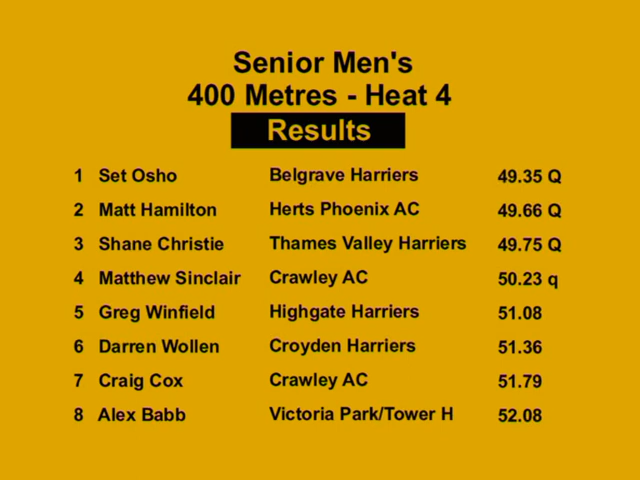 Senior Men's
400 Metres - Heat 4
Results
1 Set Osho Belgrave Harriers 49.35 Q
2 Matt Hamilton Herts Phoenix AC 49.66 Q
3 Shane Christie Thames Valley Harriers 49.75 Q
4 Matthew Sinclair Crawley AC 50.23 q
5 Greg Winfield Highgate Harriers 51.08
6 Darren Wollen Croyden Harriers 51.36
7 Craig Cox Crawley AC 51.79
8 Alex Babb Victoria Park/Tower H 52.08